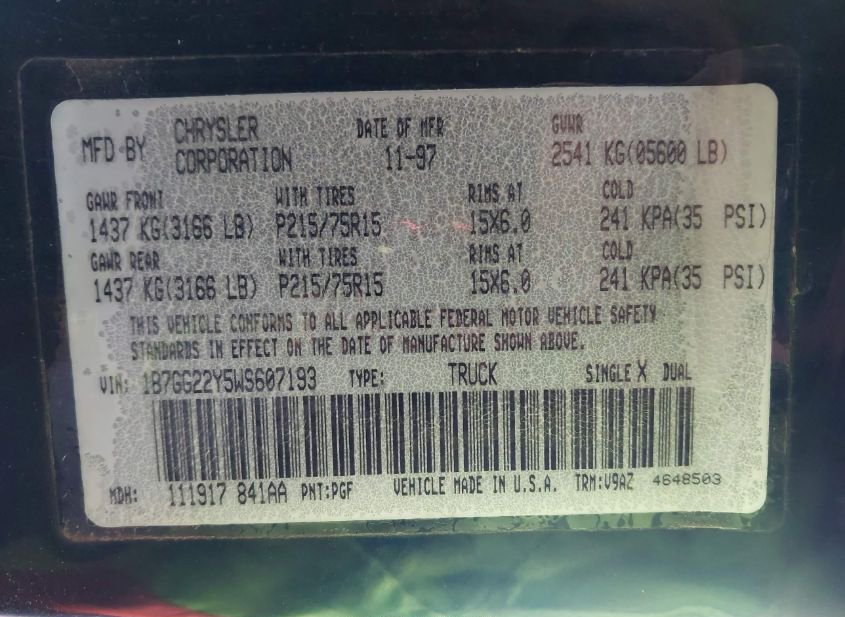 MFD BY CHRYSLER CORPORATION DATE OF MFR 11-97 GVWR 2541 KG(05600 LB)
GAWR FRONT WITH TIRES RIMS AT COLD
1437 KG(3166 LB) P215/75R15 15X6.0 241 KPA(35 PSI)
GAWR REAR WITH TIRES RIMS AT COLD
1437 KG(3166 LB) P215/75R15 15X6.0 241 KPA(35 PSI)
THIS VEHICLE CONFORMS TO ALL APPLICABLE FEDERAL MOTOR VEHICLE SAFETY
STANDARDS IN EFFECT ON THE DATE OF MANUFACTURE SHOWN ABOVE.
VIN: 1B7GG22Y5WS607193 TYPE: TRUCK SINGLE X DUAL
MDH: 111917 841AA PNT:PGF VEHICLE MADE IN U.S.A. TRM:V9AZ 4648503